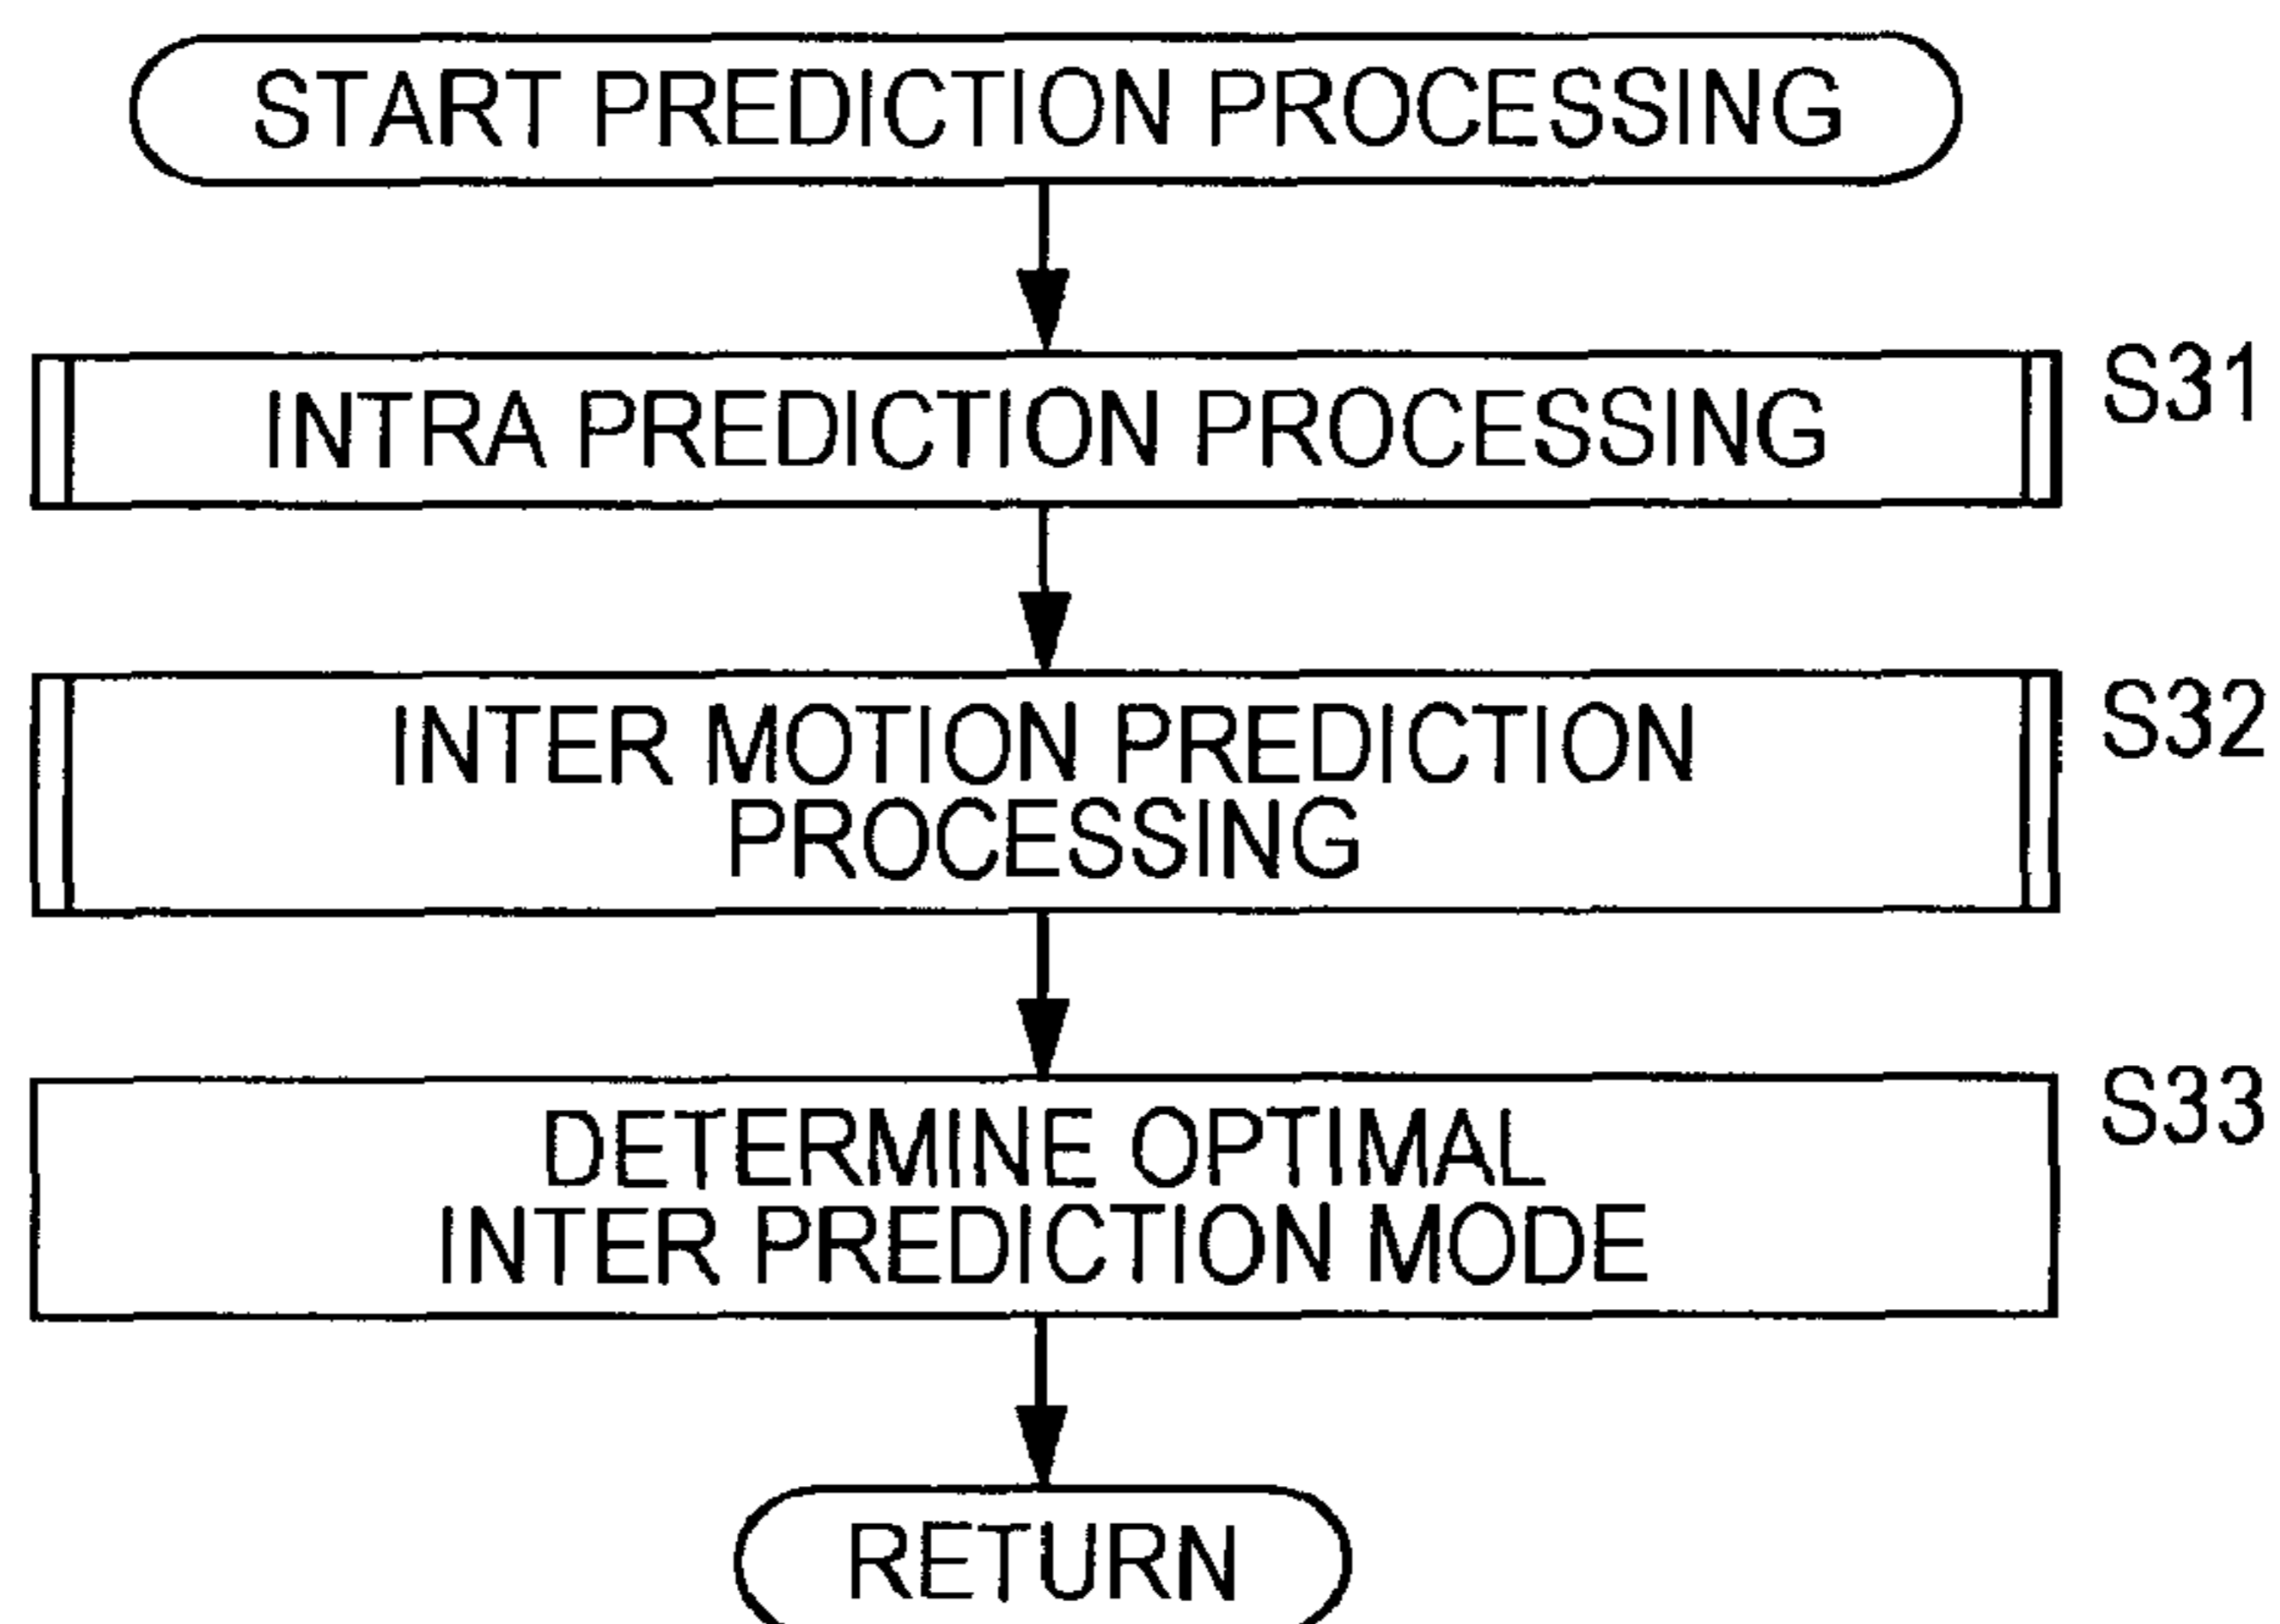 START PREDICTION PROCESSING
INTRA PREDICTION PROCESSING
S31
INTER MOTION PREDICTION
PROCESSING
S32
DETERMINE OPTIMAL
INTER PREDICTION MODE
S33
RETURN